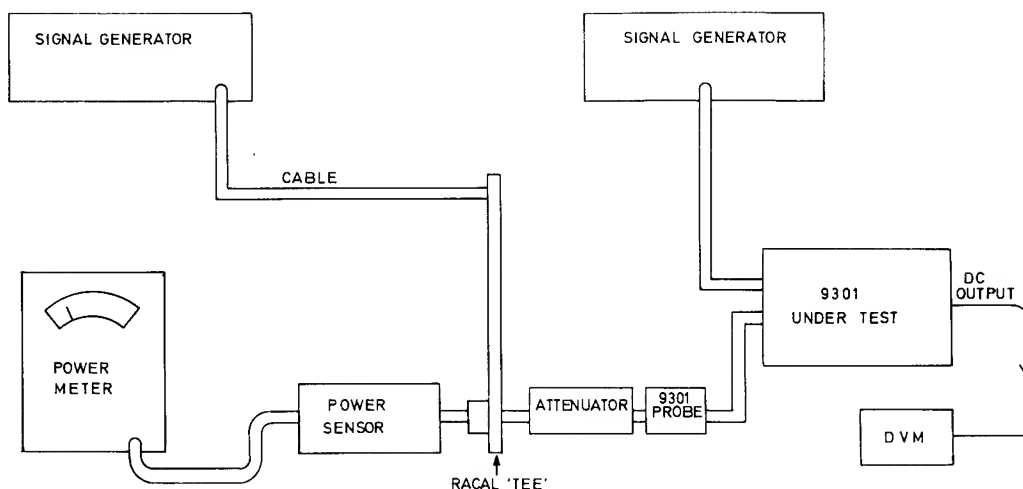 SIGNAL GENERATOR
SIGNAL GENERATOR
CABLE
9301
UNDER TEST
DC
OUTPUT
POWER
METER
POWER
SENSOR
ATTENUATOR
9301
PROBE
DVM
RACAL 'TEE'